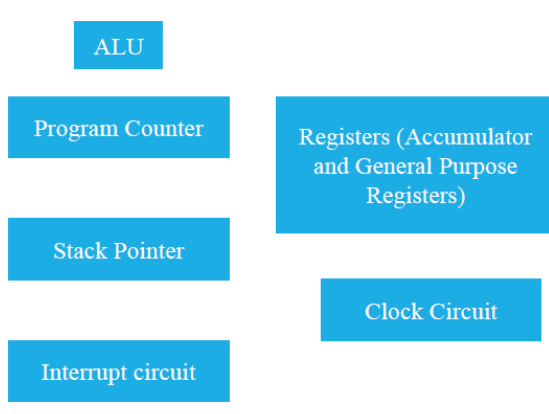 ALU
Program Counter
Registers (Accumulator
and General Purpose
Registers)
Stack Pointer
Clock Circuit
Interrupt circuit